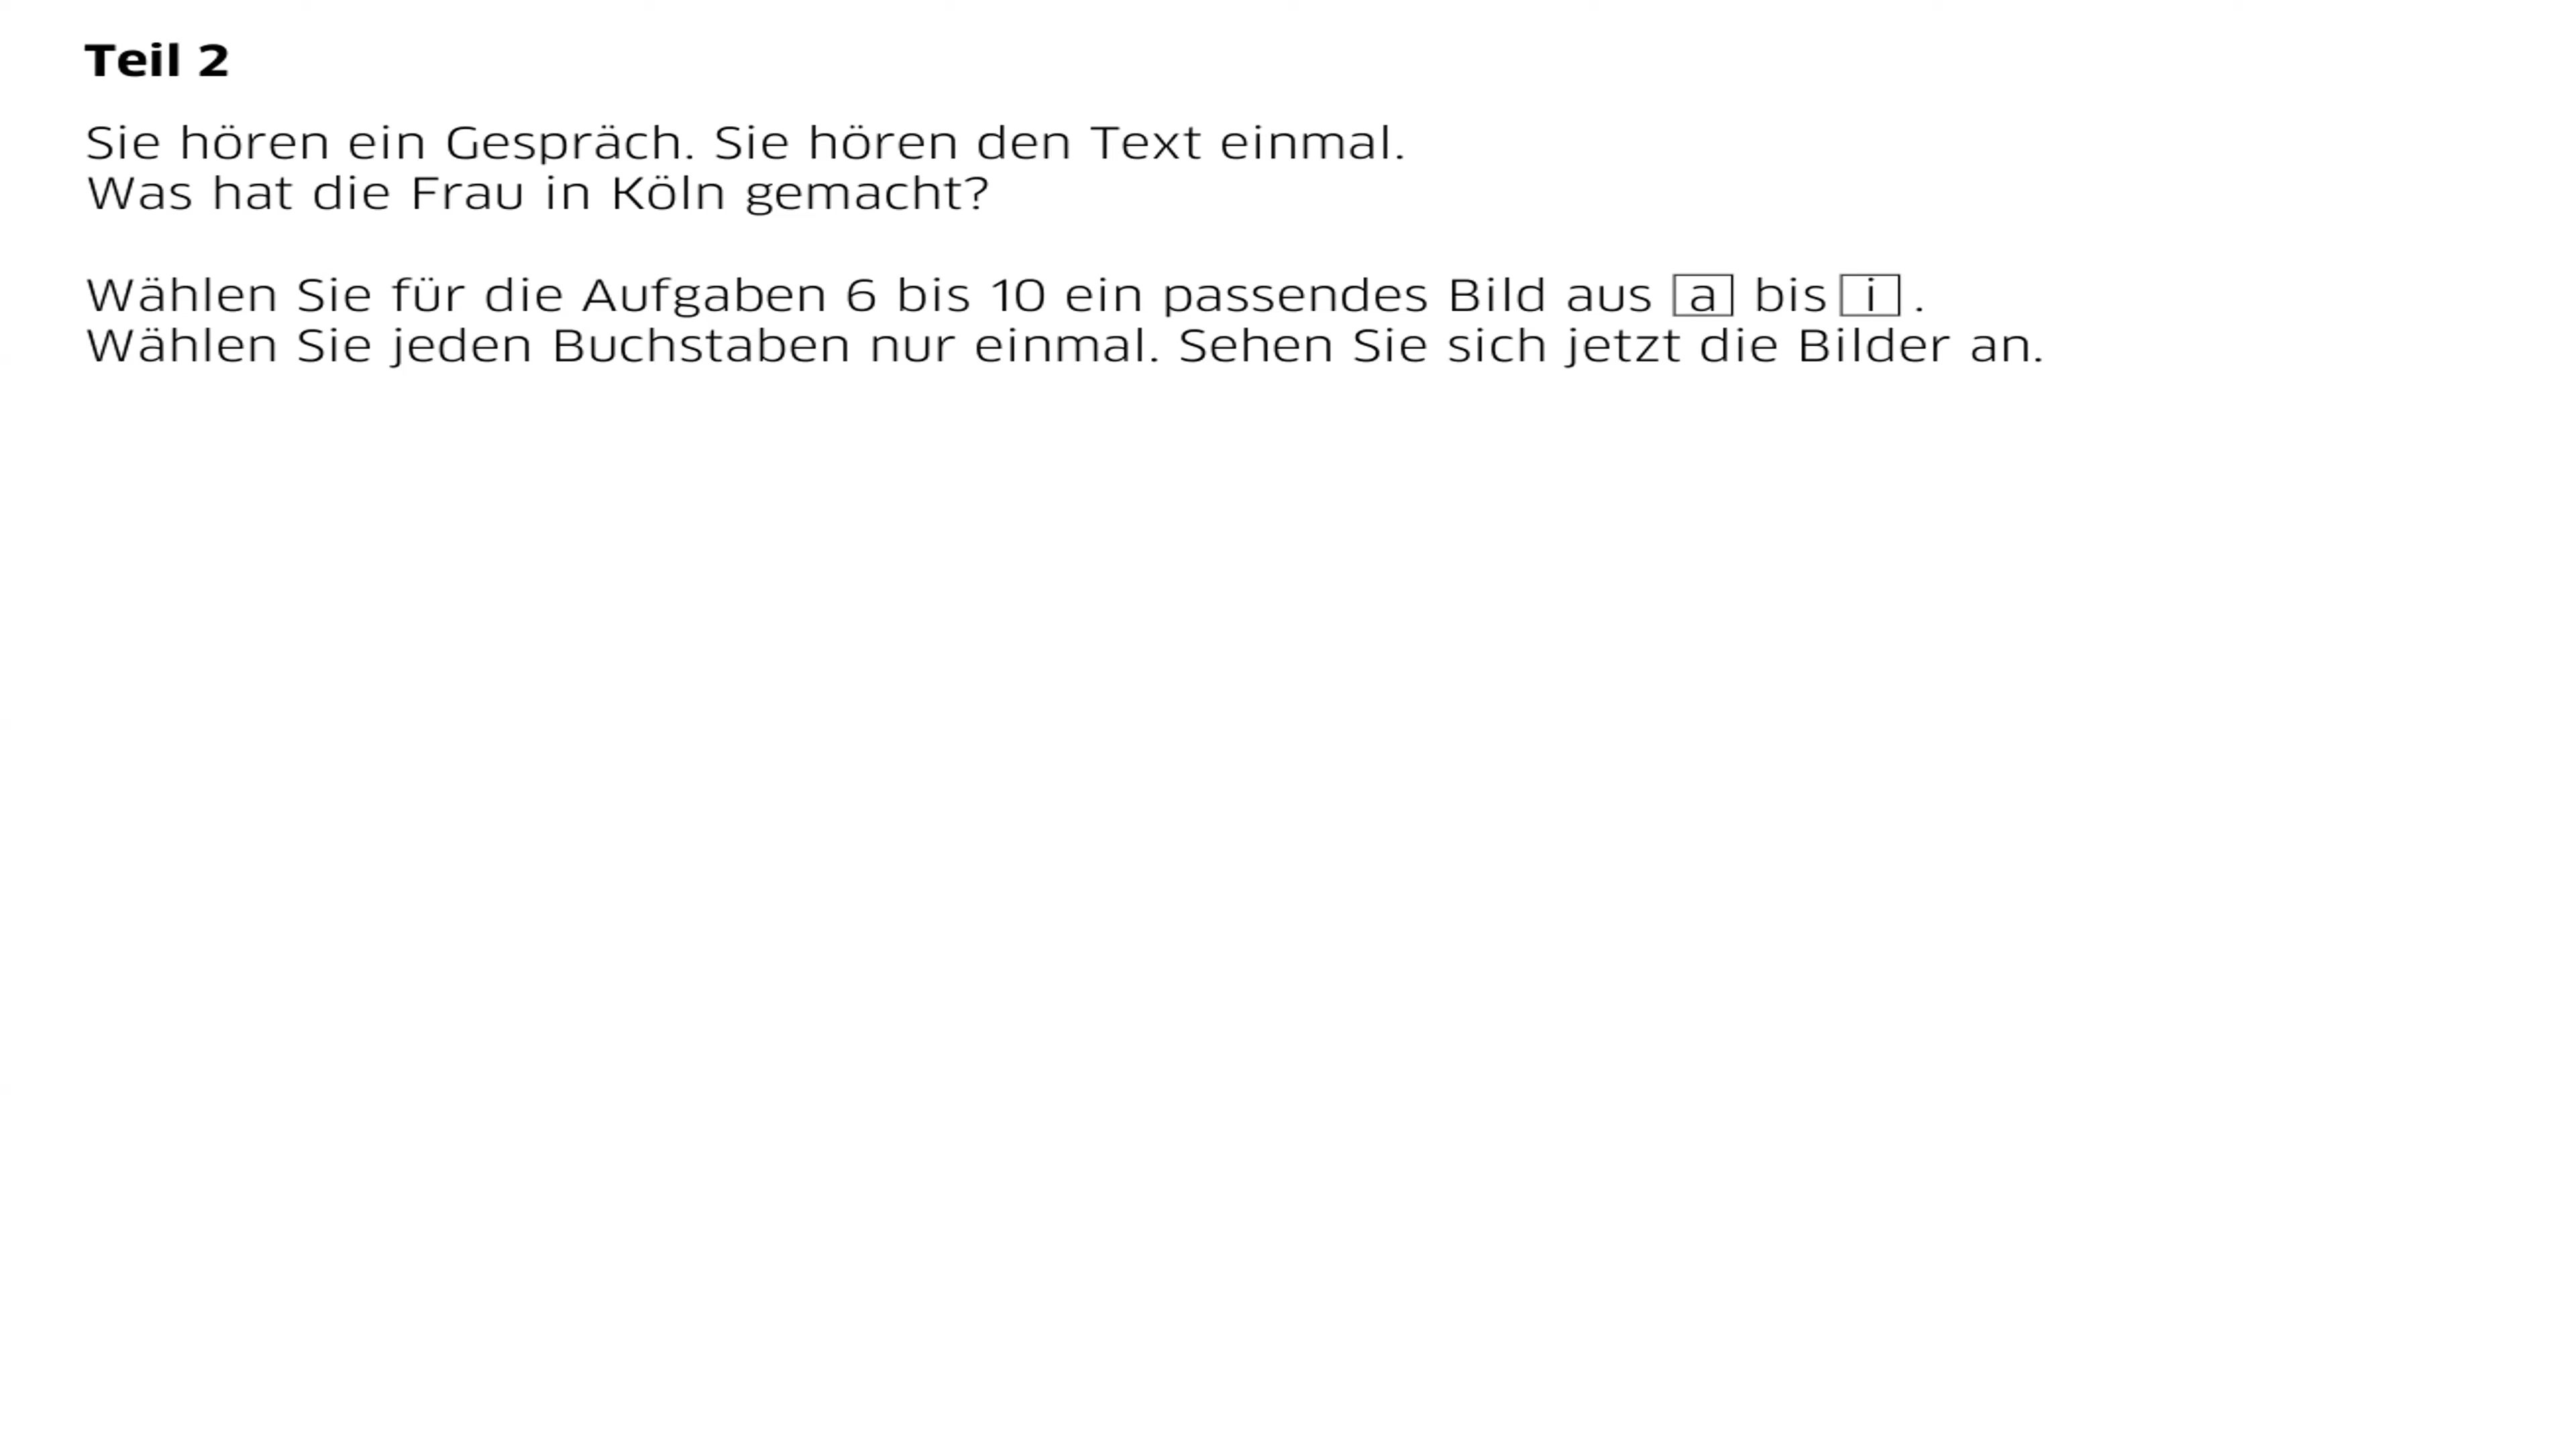 Teil 2
Sie hören ein Gespräch. Sie hören den Text einmal.
Was hat die Frau in Köln gemacht?
Wählen Sie für die Aufgaben 6 bis 10 ein passendes Bild aus a bis i .
Wählen Sie jeden Buchstaben nur einmal. Sehen Sie sich jetzt die Bilder an.